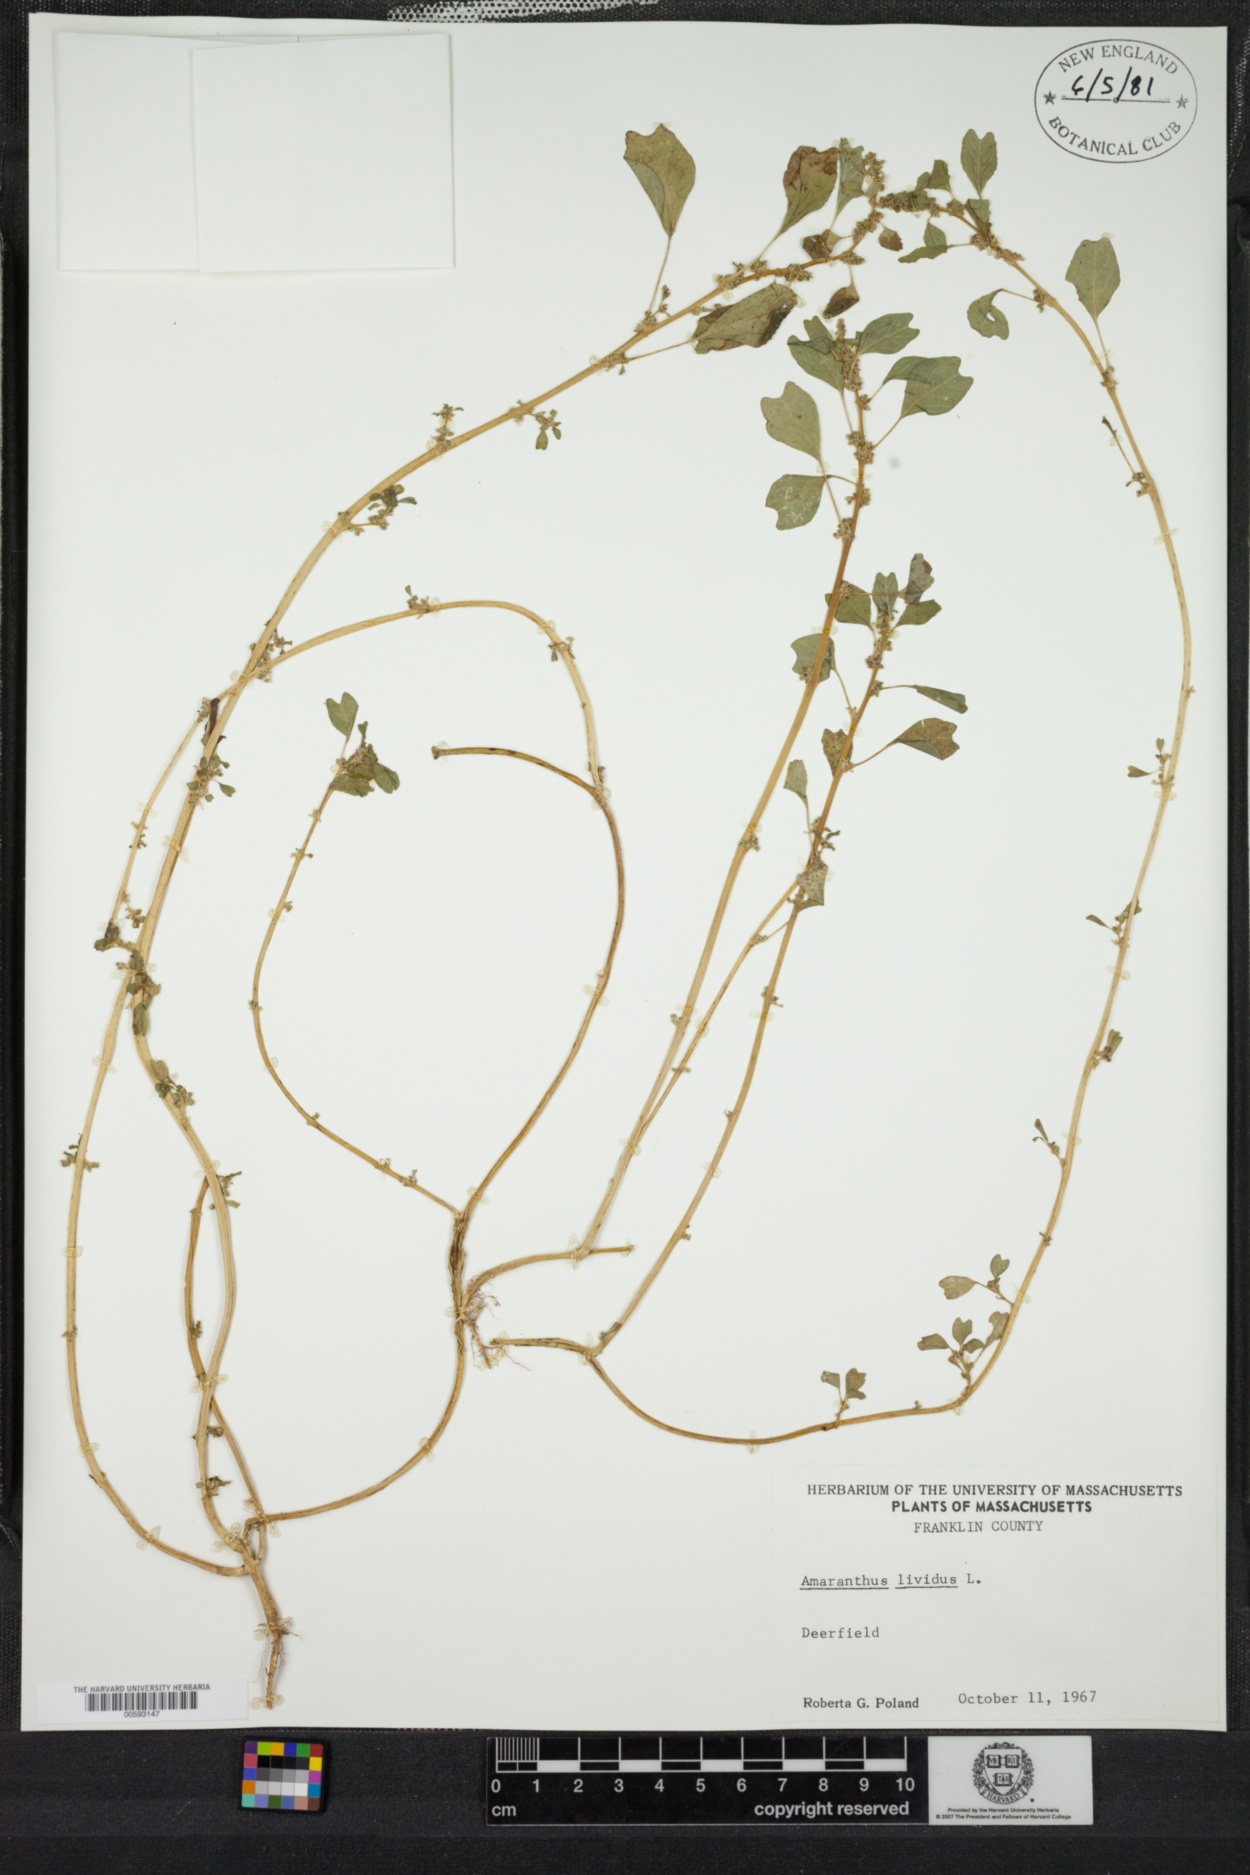 NEW ENGLAND
6/5/81
BOTANICAL CLUB
HERBARIUM OF THE UNIVERSITY OF MASSACHUSETTS
PLANTS OF MASSACHUSETTS
FRANKLIN COUNTY
Amaranthus lividus L.
Deerfield
Roberta G. Poland October 11, 1967
THE HARVARD UNIVERSITY HERBARIA
00593147
0 1 2 3 4 5 6 7 8 9 10
cm copyright reserved
HARVARD
Provided by the Harvard University Herbaria
© 2007 The President and Fellows of Harvard College